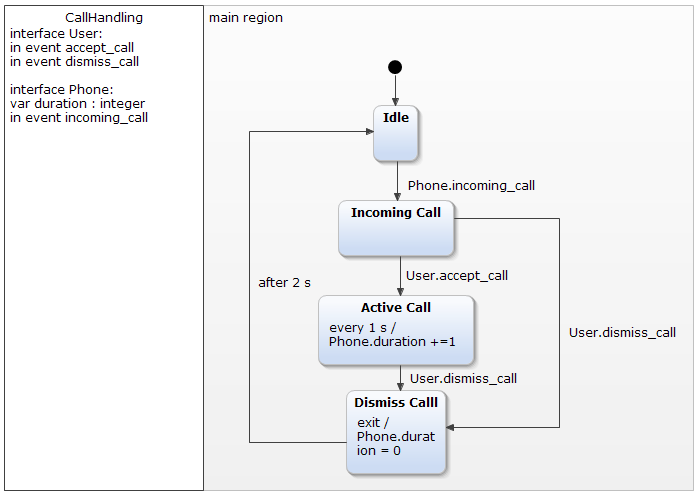 CallHandling
interface User:
in event accept_call
in event dismiss_call
interface Phone:
var duration : integer
in event incoming_call
main region
Idle
Phone.incoming_call
Incoming Call
User.accept_call
after 2 s
Active Call
every 1 s /
Phone.duration +=1
User.dismiss_call
User.dismiss_call
Dismiss Calll
exit /
Phone.durat
ion = 0